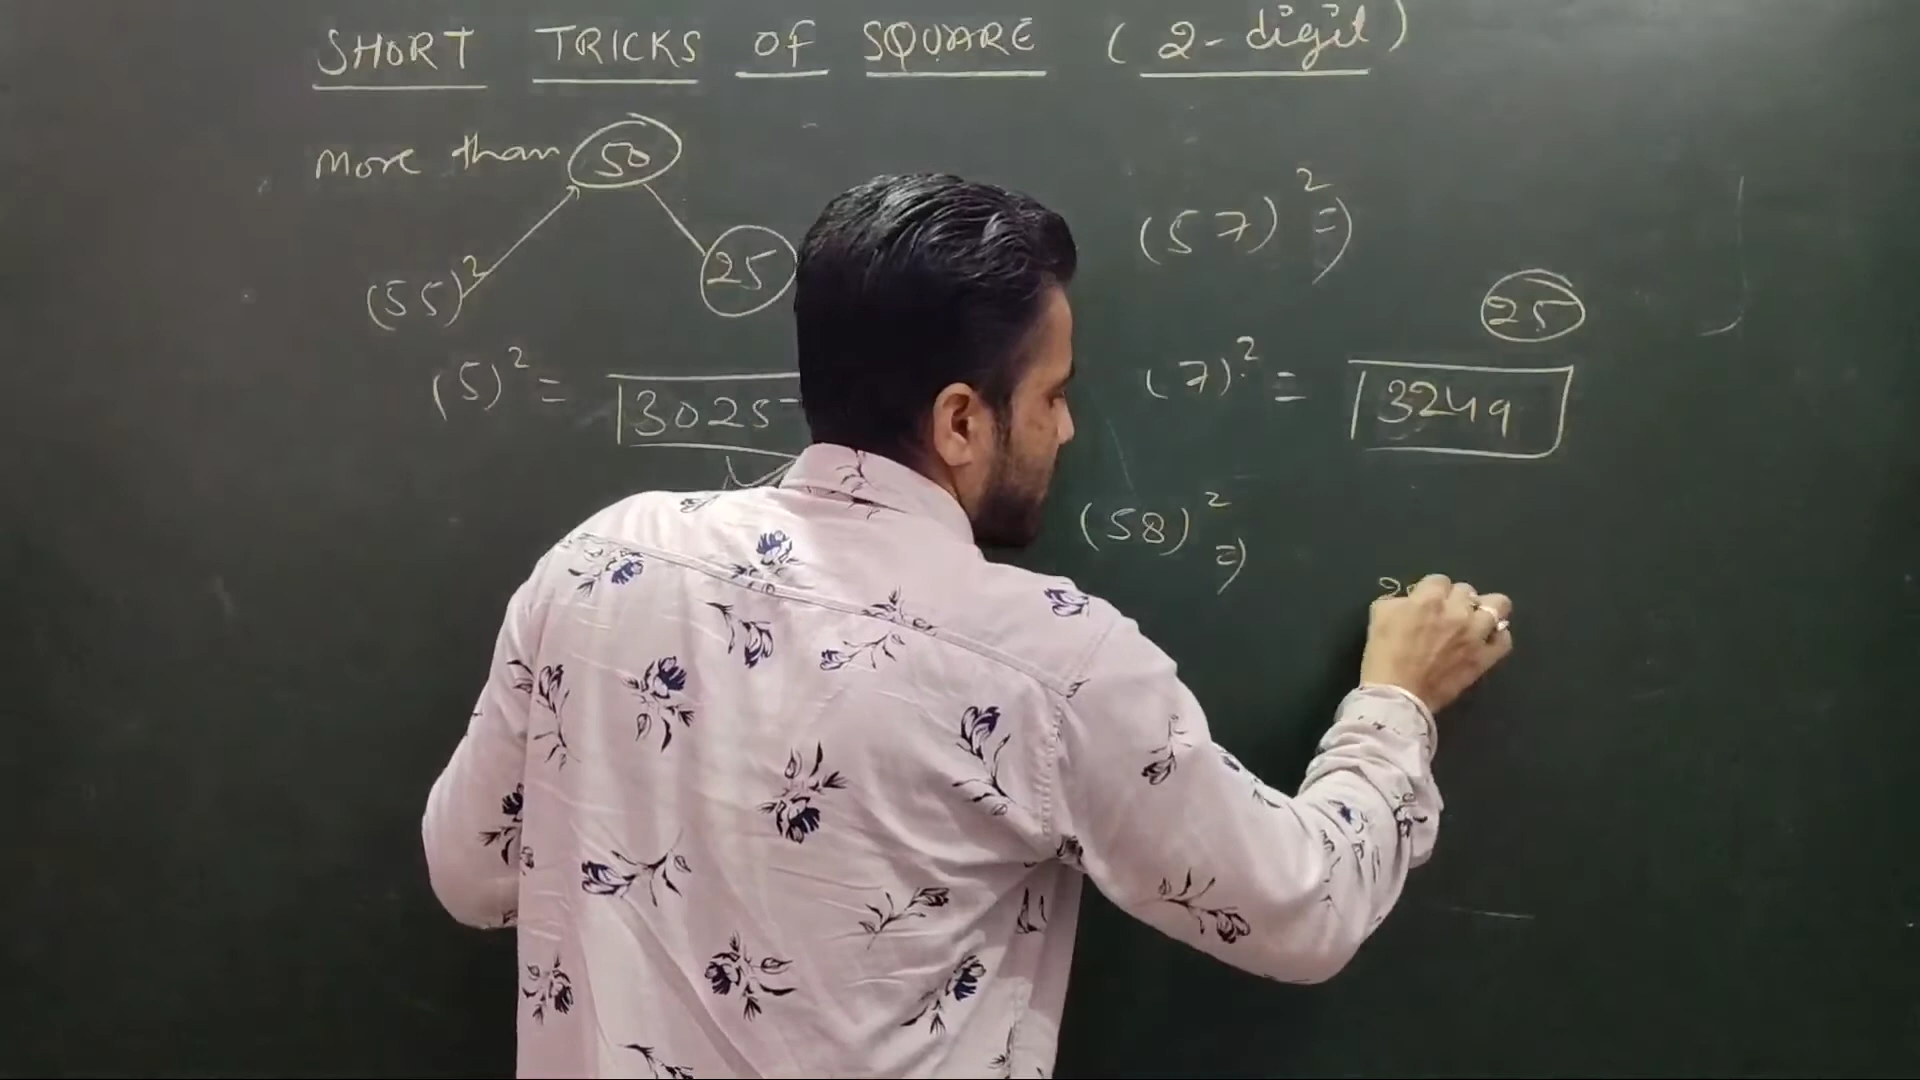 SHORT TRICKS OF SQUARE (2-digit)
More than 50
25
(55)²
(5)² = 3025
(57)² ⇒
25
(7)² = 3249
(58)² ⇒